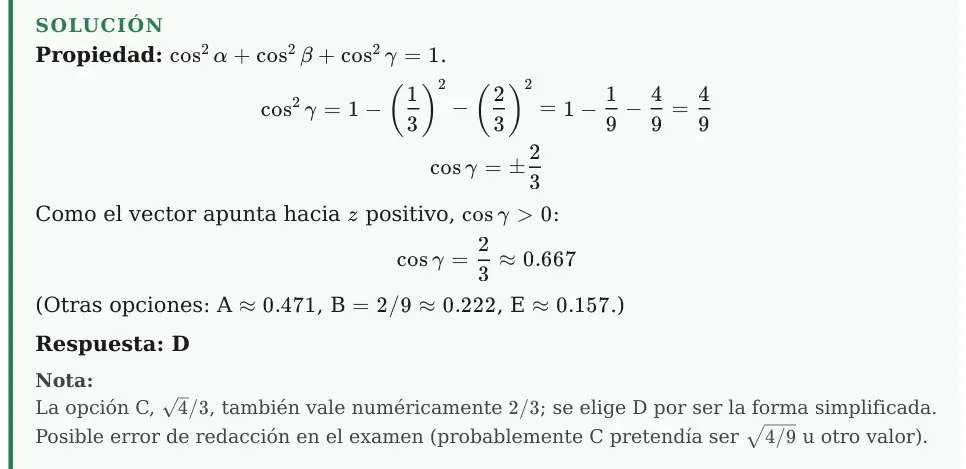 SOLUCIÓN
Propiedad: cos² α + cos² β + cos² γ = 1.
cos² γ = 1 − (1/3)² − (2/3)² = 1 − 1/9 − 4/9 = 4/9
cos γ = ±2/3
Como el vector apunta hacia z positivo, cos γ > 0:
cos γ = 2/3 ≈ 0.667
(Otras opciones: A ≈ 0.471, B = 2/9 ≈ 0.222, E ≈ 0.157.)
Respuesta: D
Nota:
La opción C, √4/3, también vale numéricamente 2/3; se elige D por ser la forma simplificada.
Posible error de redacción en el examen (probablemente C pretendía ser √(4/9) u otro valor).